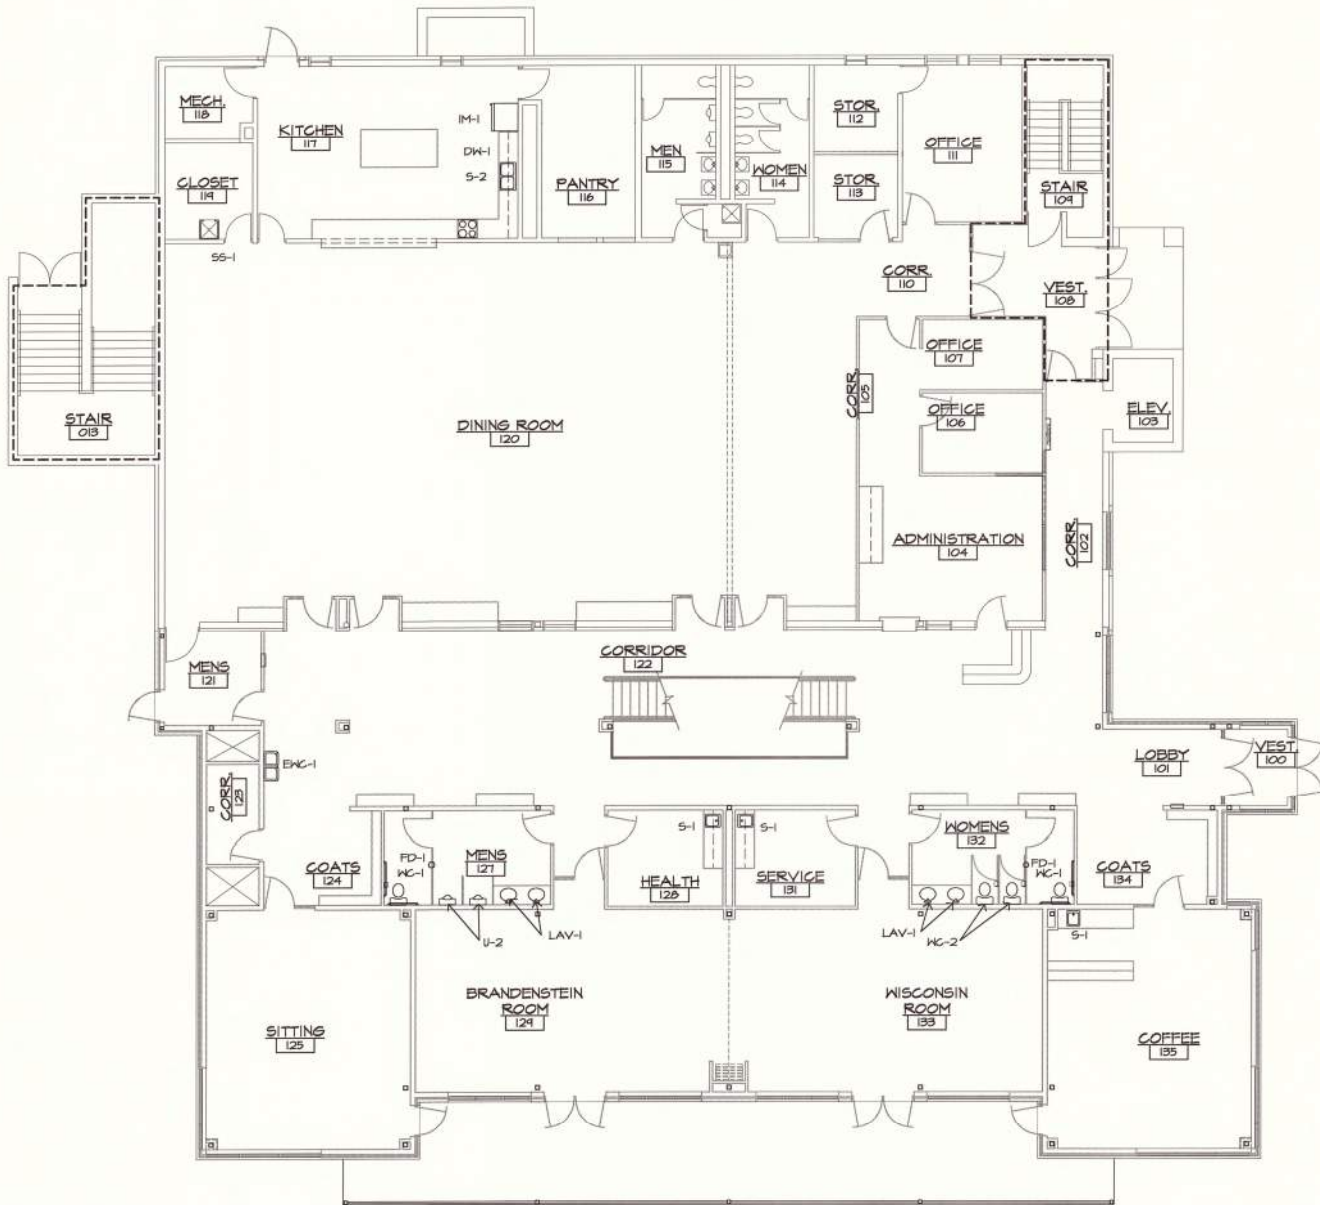 MECH.
118
KITCHEN
117
IM-1
DW-1
S-2
CLOSET
119
SS-1
PANTRY
116
MEN
115
WOMEN
114
STOR.
112
STOR.
113
OFFICE
111
STAIR
109
CORR.
110
VEST.
108
OFFICE
107
CORR.
105
OFFICE
106
ELEV.
103
STAIR
013
DINING ROOM
120
ADMINISTRATION
104
CORR.
102
CORRIDOR
122
MENS
121
EWC-1
CORR.
123
LOBBY
101
VEST.
100
COATS
124
FD-1
WC-1
MENS
127
S-1
HEALTH
128
S-1
SERVICE
131
WOMENS
132
FD-1
WC-1
COATS
134
U-2
LAV-1
LAV-1
WC-2
S-1
SITTING
125
BRANDENSTEIN
ROOM
129
WISCONSIN
ROOM
133
COFFEE
135